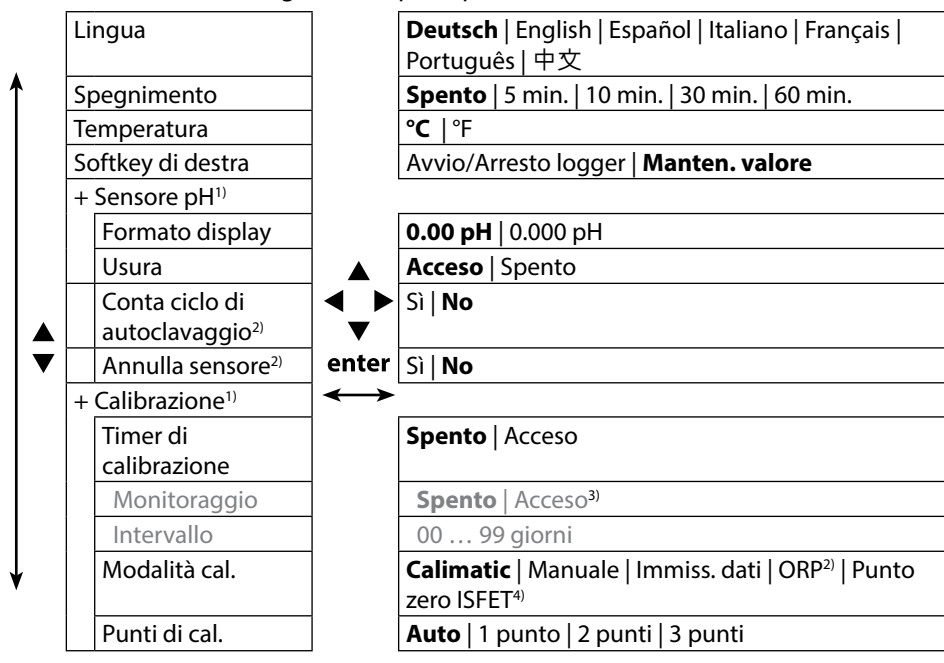 Lingua Deutsch | English | Español | Italiano | Français |
Português | 中文
Spegnimento Spento | 5 min. | 10 min. | 30 min. | 60 min.
Temperatura °C | °F
Softkey di destra Avvio/Arresto logger | Manten. valore
+ Sensore pH1)
Formato display 0.00 pH | 0.000 pH
Usura Acceso | Spento
Conta ciclo di Sì | No
autoclavaggio2)
Annulla sensore2) enter Sì | No
+ Calibrazione1)
Timer di Spento | Acceso
calibrazione
Monitoraggio Spento | Acceso3)
Intervallo 00 … 99 giorni
Modalità cal. Calimatic | Manuale | Immiss. dati | ORP2) | Punto
zero ISFET4)
Punti di cal. Auto | 1 punto | 2 punti | 3 punti